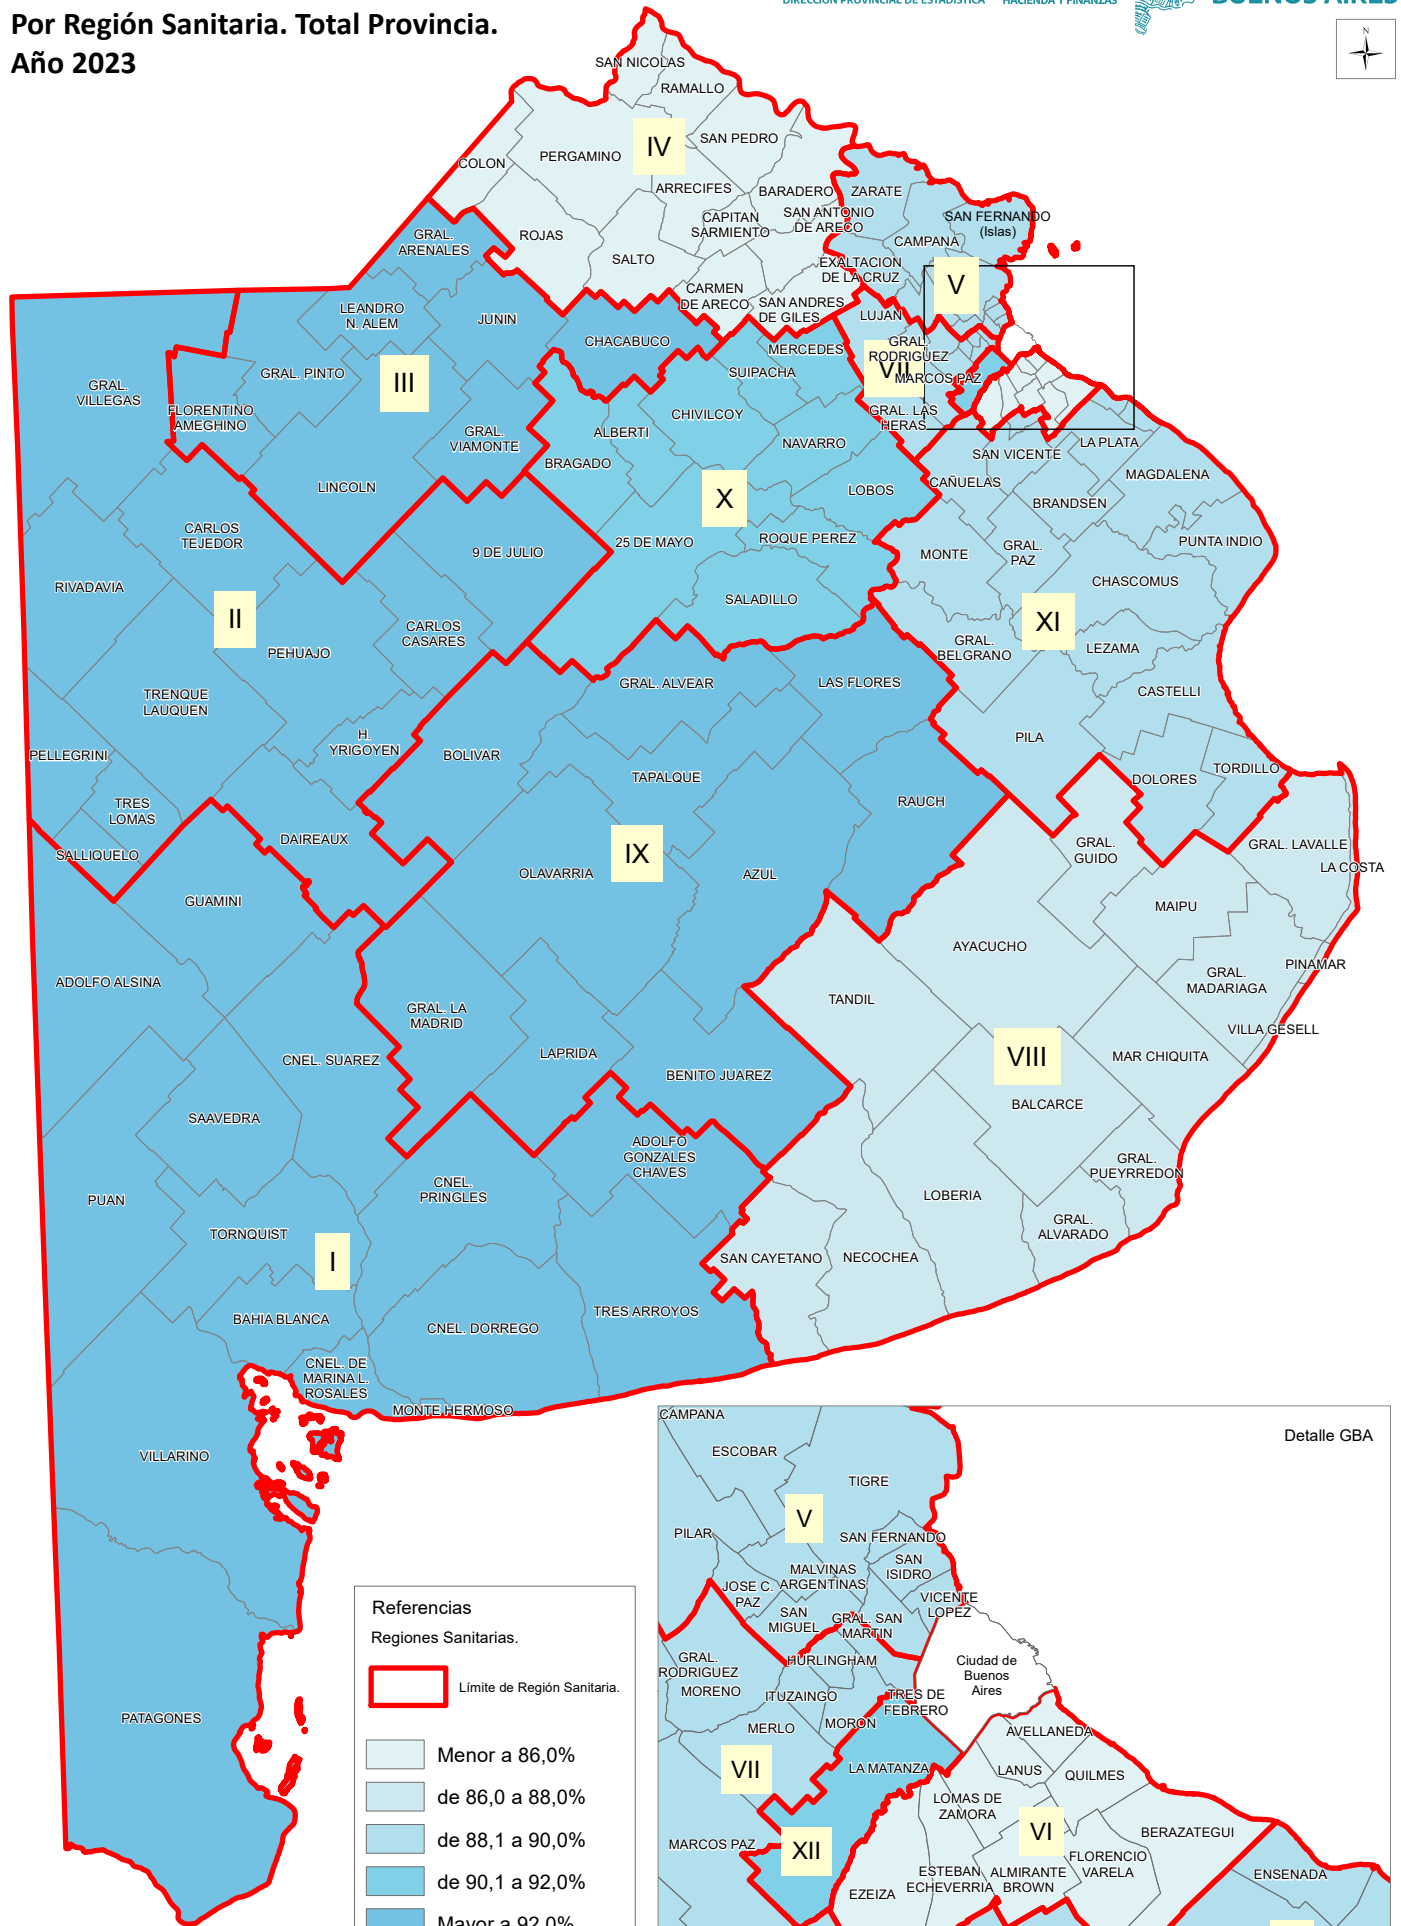 DIRECCIÓN PROVINCIAL DE ESTADÍSTICA
HACIENDA Y FINANZAS
BUENOS AIRES
Por Región Sanitaria. Total Provincia.
Año 2023
N
SAN NICOLAS
RAMALLO
SAN PEDRO
IV
PERGAMINO
COLON
ARRECIFES
BARADERO
ZARATE
CAPITAN
SARMIENTO
SAN ANTONIO
DE ARECO
SAN FERNANDO
(Islas)
ROJAS
GRAL.
ARENALES
CAMPANA
SALTO
EXALTACION
DE LA CRUZ
V
CARMEN
DE ARECO
SAN ANDRES
DE GILES
LEANDRO
N. ALEM
JUNIN
LUJAN
CHACABUCO
MERCEDES
GRAL.
RODRIGUEZ
SUIPACHA
VII
MARCOS PAZ
GRAL. PINTO
III
GRAL.
VILLEGAS
FLORENTINO
AMEGHINO
CHIVILCOY
GRAL. LAS
HERAS
GRAL.
VIAMONTE
ALBERTI
NAVARRO
LA PLATA
SAN VICENTE
BRAGADO
MAGDALENA
LINCOLN
CAÑUELAS
LOBOS
X
BRANDSEN
CARLOS
TEJEDOR
9 DE JULIO
25 DE MAYO
ROQUE PEREZ
PUNTA INDIO
MONTE
GRAL.
PAZ
RIVADAVIA
CHASCOMUS
SALADILLO
II
XI
CARLOS
CASARES
PEHUAJO
GRAL.
BELGRANO
LEZAMA
GRAL. ALVEAR
LAS FLORES
TRENQUE
LAUQUEN
CASTELLI
H.
YRIGOYEN
PELLEGRINI
BOLIVAR
PILA
TAPALQUE
TORDILLO
DOLORES
TRES
LOMAS
RAUCH
DAIREAUX
GRAL.
GUIDO
GRAL. LAVALLE
SALLIQUELO
IX
LA COSTA
OLAVARRIA
AZUL
GUAMINI
MAIPU
AYACUCHO
PINAMAR
ADOLFO ALSINA
GRAL.
MADARIAGA
TANDIL
GRAL. LA
MADRID
VILLA GESELL
CNEL. SUAREZ
LAPRIDA
VIII
MAR CHIQUITA
BENITO JUAREZ
BALCARCE
SAAVEDRA
ADOLFO
GONZALES
CHAVES
GRAL.
PUEYRREDON
PUAN
CNEL.
PRINGLES
LOBERIA
TORNQUIST
GRAL.
ALVARADO
I
SAN CAYETANO
NECOCHEA
BAHIA BLANCA
TRES ARROYOS
CNEL. DORREGO
CNEL. DE
MARINA L.
ROSALES
MONTE HERMOSO
VILLARINO
PATAGONES
Referencias
Regiones Sanitarias.
Límite de Región Sanitaria.
Menor a 86,0%
de 86,0 a 88,0%
de 88,1 a 90,0%
de 90,1 a 92,0%
Mayor a 92,0%
CAMPANA
Detalle GBA
ESCOBAR
TIGRE
V
PILAR
SAN FERNANDO
SAN
ISIDRO
MALVINAS
ARGENTINAS
JOSE C.
PAZ
VICENTE
LOPEZ
SAN
MIGUEL
GRAL. SAN
MARTIN
GRAL.
RODRIGUEZ
HURLINGHAM
Ciudad de
Buenos
Aires
MORENO
ITUZAINGO
TRES DE
FEBRERO
MERLO
MORON
AVELLANEDA
VII
LA MATANZA
LANUS
QUILMES
LOMAS DE
ZAMORA
VI
BERAZATEGUI
MARCOS PAZ
XII
FLORENCIO
VARELA
ESTEBAN
ECHEVERRIA
ALMIRANTE
BROWN
ENSENADA
EZEIZA